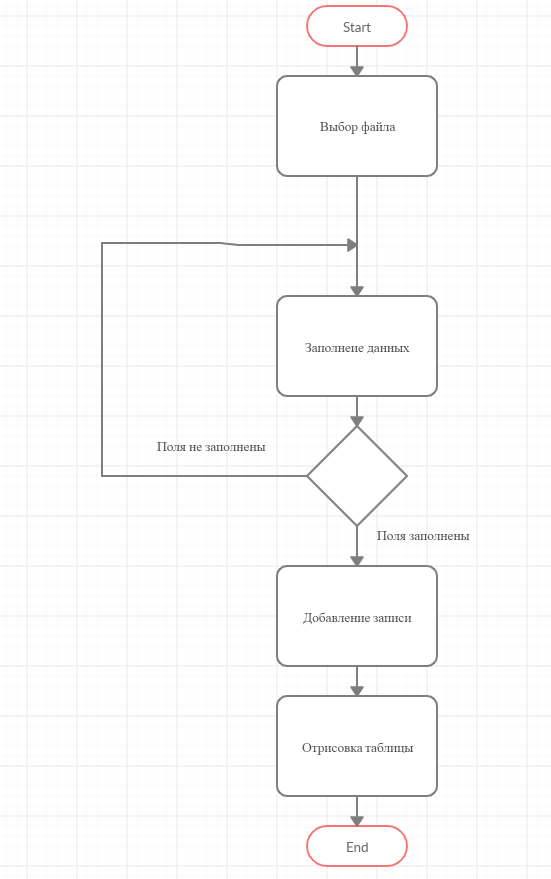 Start
Выбор файла
Заполнеие данных
Поля не заполнены
Поля заполнены
Добавление записи
Отрисовка таблицы
End